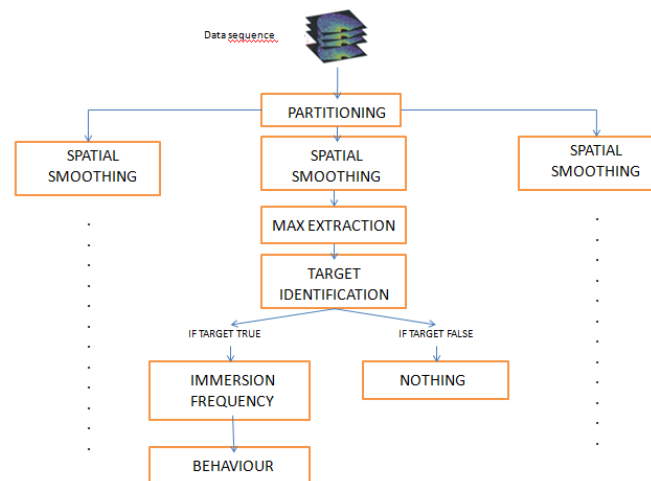 Data sequence
PARTITIONING
SPATIAL
SMOOTHING
SPATIAL
SMOOTHING
SPATIAL
SMOOTHING
MAX EXTRACTION
TARGET
IDENTIFICATION
IF TARGET TRUE
IF TARGET FALSE
IMMERSION
FREQUENCY
NOTHING
BEHAVIOUR